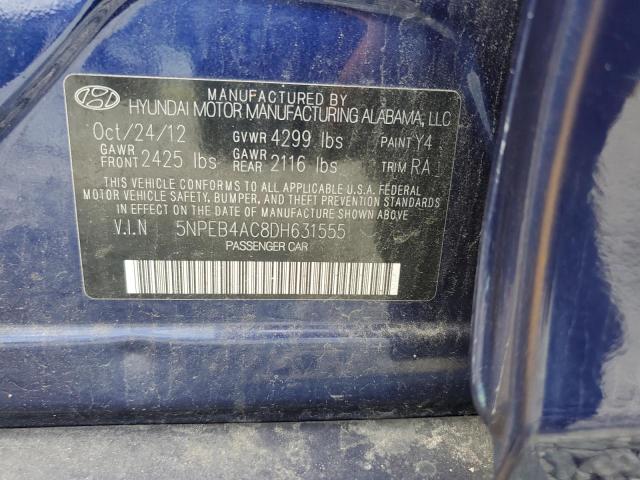 MANUFACTURED BY
HYUNDAI MOTOR MANUFACTURING ALABAMA, LLC
Oct/24/12 GVWR 4299 lbs PAINT Y4
GAWR FRONT 2425 lbs GAWR REAR 2116 lbs TRIM RA
THIS VEHICLE CONFORMS TO ALL APPLICABLE U.S.A. FEDERAL
MOTOR VEHICLE SAFETY, BUMPER, AND THEFT PREVENTION STANDARDS
IN EFFECT ON THE DATE OF MANUFACTURE SHOWN ABOVE.
V.I.N 5NPEB4AC8DH631555
PASSENGER CAR